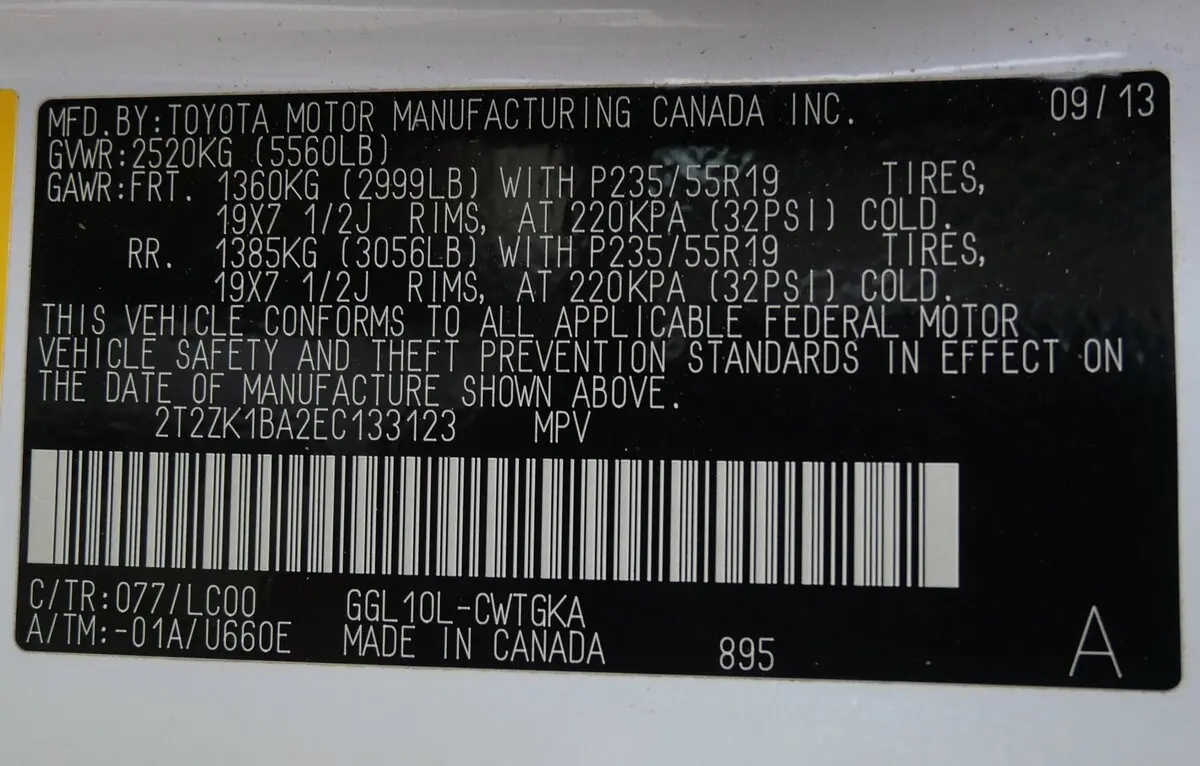 MFD.BY:TOYOTA MOTOR MANUFACTURING CANADA INC. 09/13
GVWR:2520KG (5560LB)
GAWR:FRT. 1360KG (2999LB) WITH P235/55R19 TIRES,
19X7 1/2J RIMS, AT 220KPA (32PSI) COLD.
RR. 1385KG (3056LB) WITH P235/55R19 TIRES,
19X7 1/2J RIMS, AT 220KPA (32PSI) COLD.
THIS VEHICLE CONFORMS TO ALL APPLICABLE FEDERAL MOTOR
VEHICLE SAFETY AND THEFT PREVENTION STANDARDS IN EFFECT ON
THE DATE OF MANUFACTURE SHOWN ABOVE.
2T2ZK1BA2EC133123 MPV
C/TR:077/LC00 GGL10L-CWTGKA
A/TM:-01A/U660E MADE IN CANADA 895 A